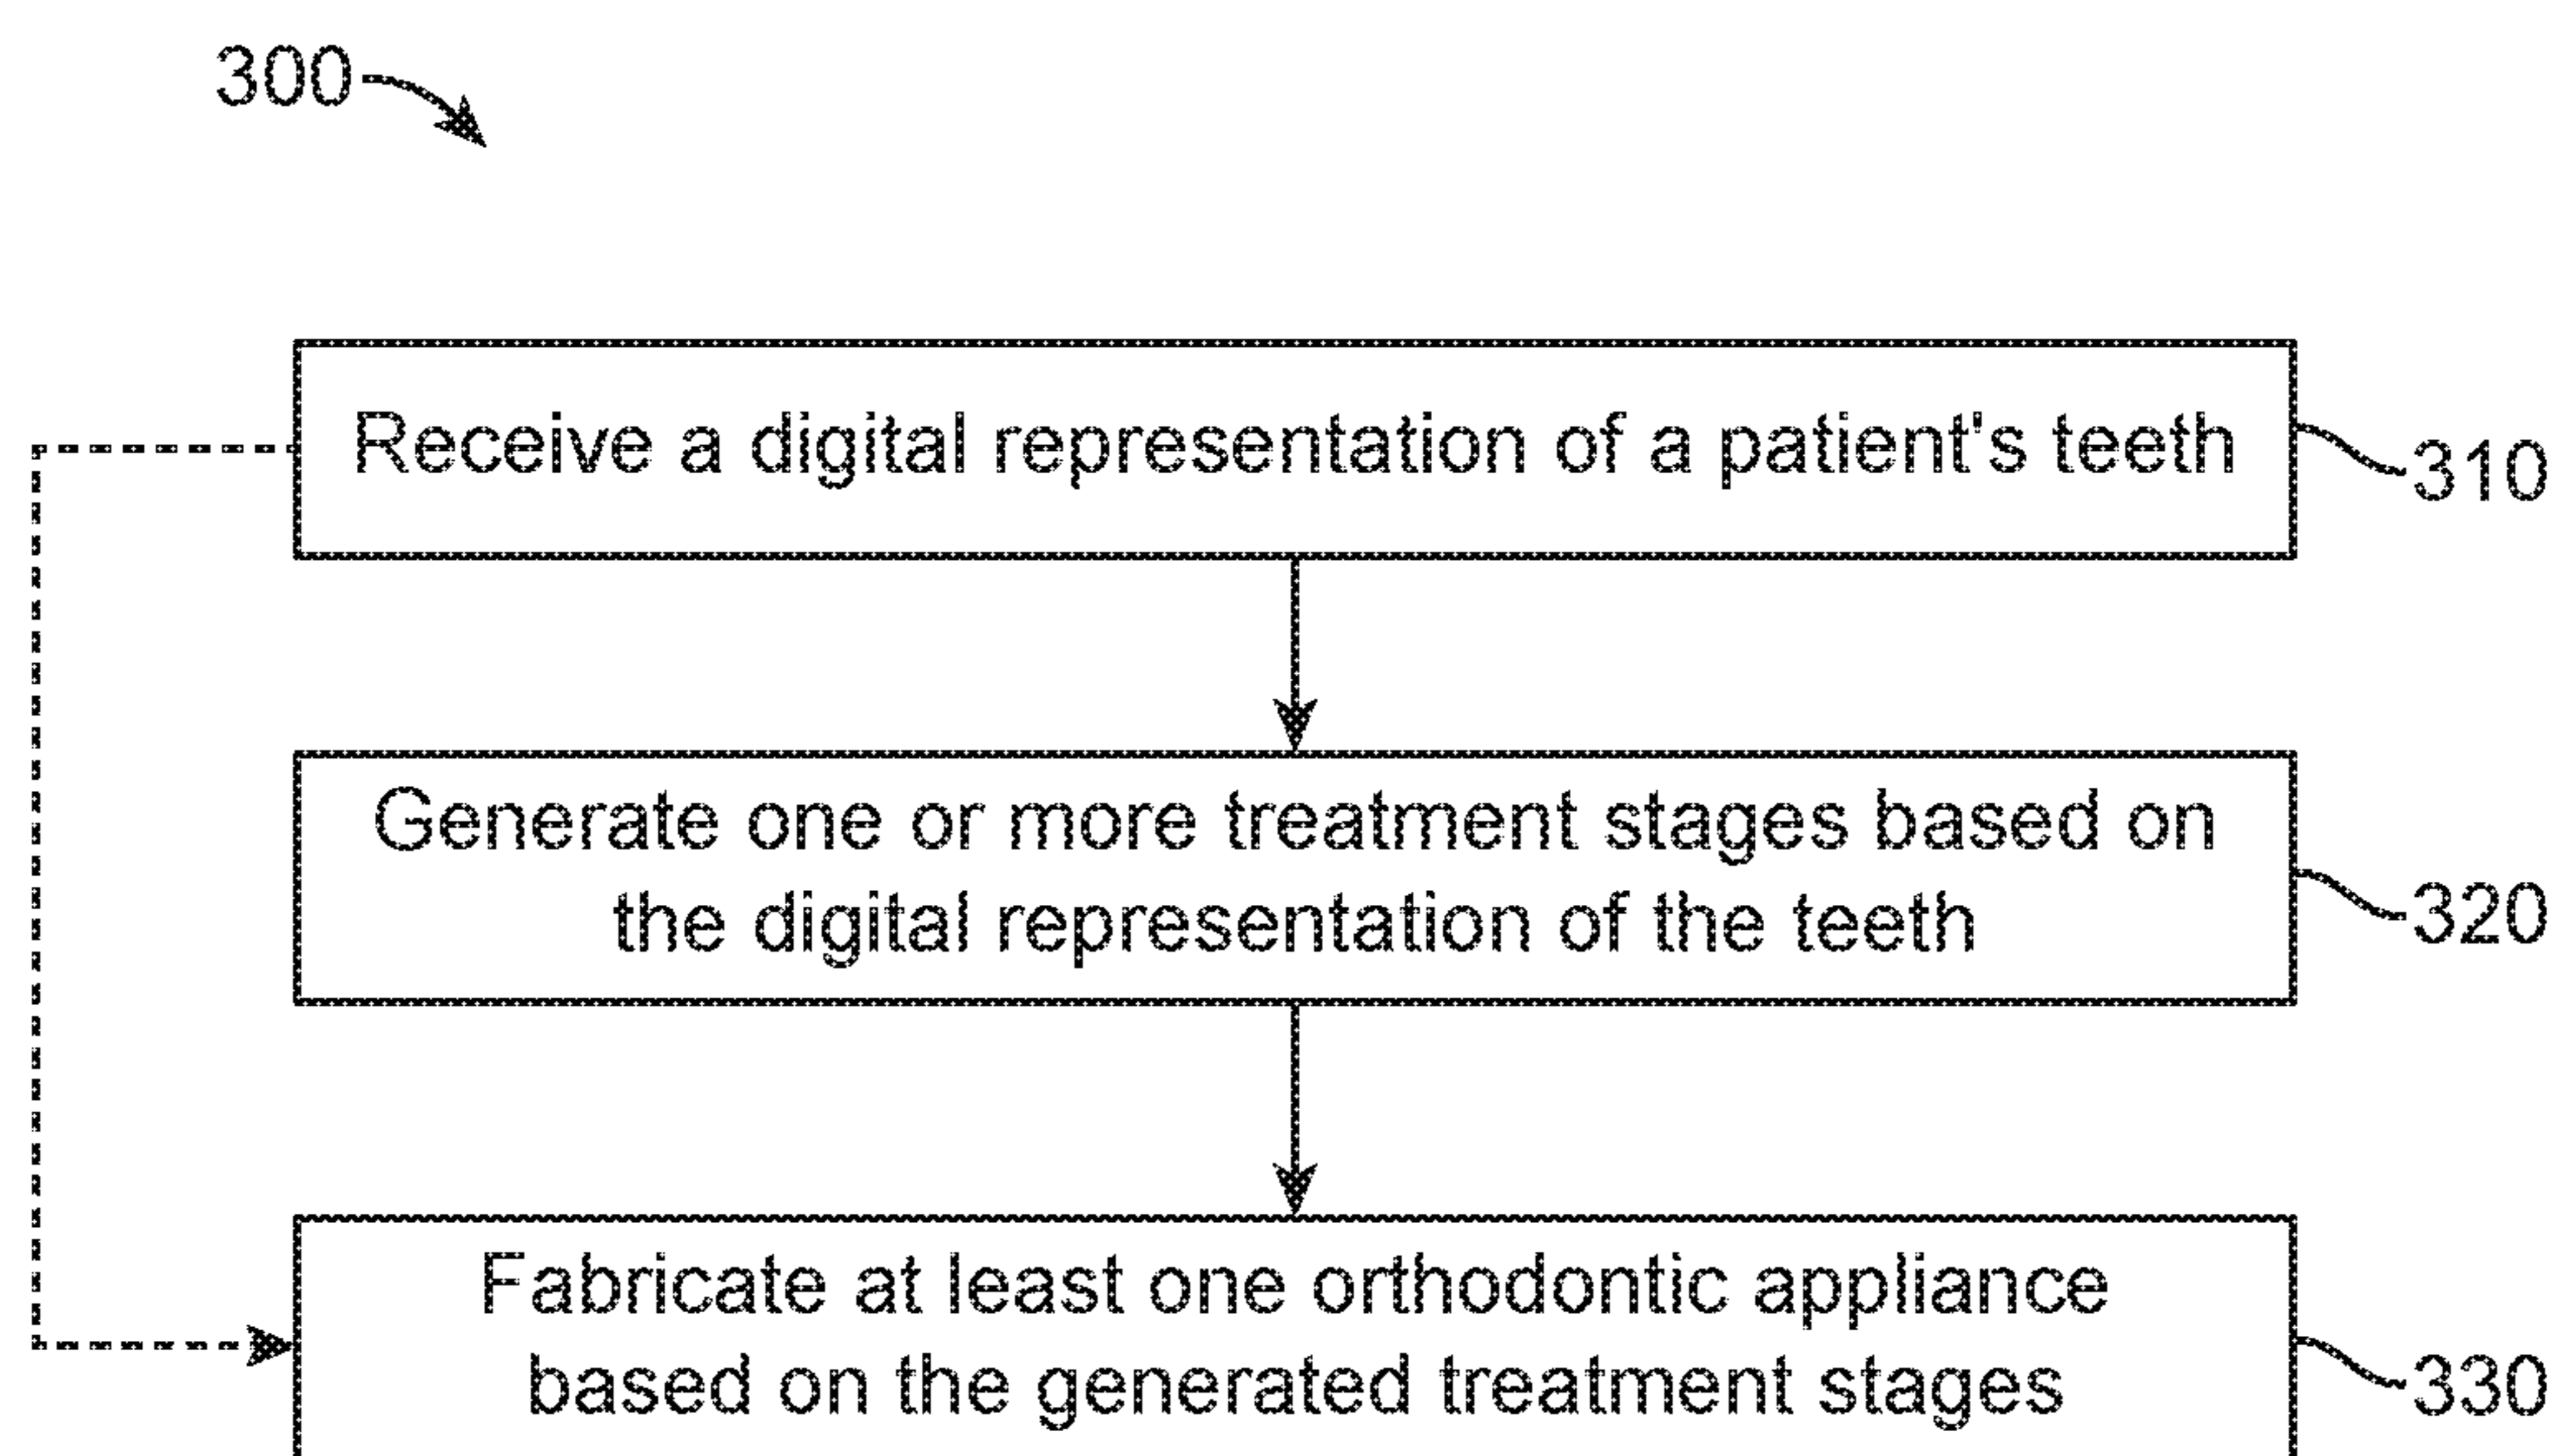 300
Receive a digital representation of a patient's teeth
310
Generate one or more treatment stages based on
the digital representation of the teeth
320
Fabricate at least one orthodontic appliance
based on the generated treatment stages
330